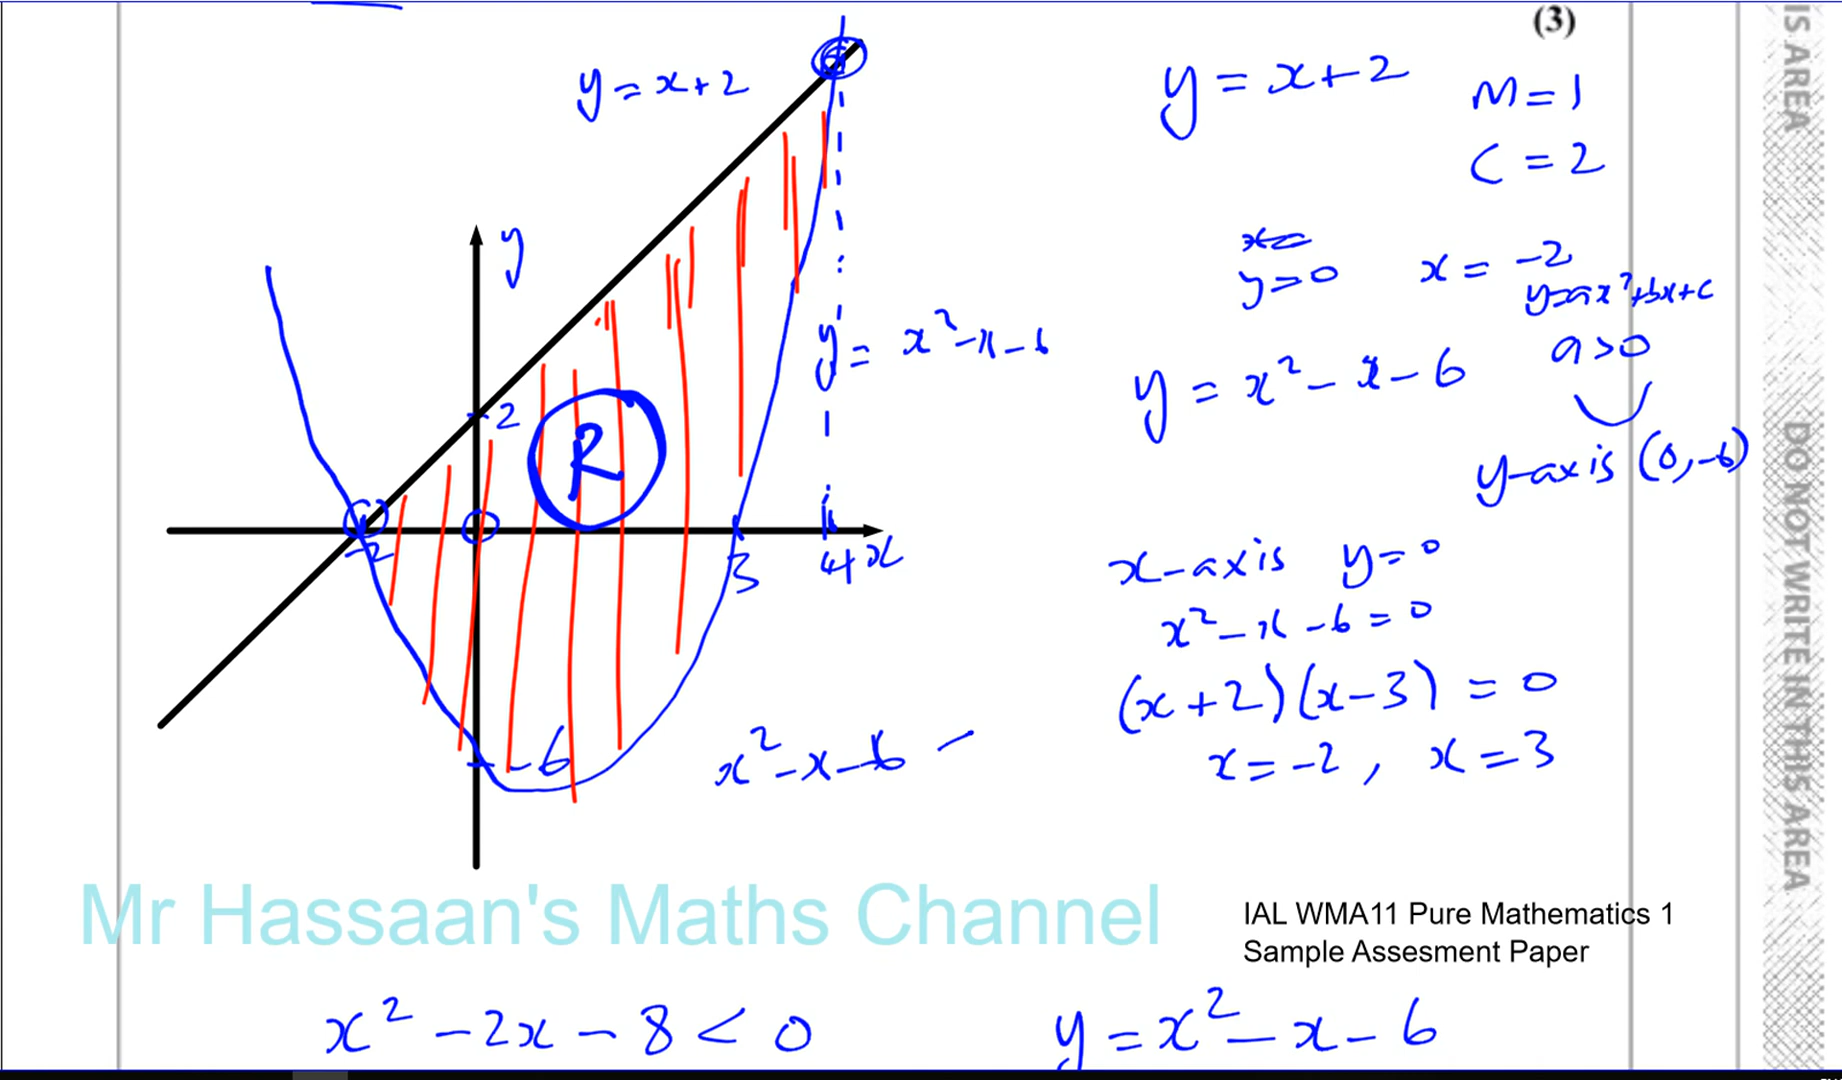 (3)
y = x+2
y = x+2
M = 1
C = 2
y
x=
y=0
x = -2
y=ax²+bx+c
a>0
y = x²-x-6
y = x² - x - 6
2
R
y-axis (0,-6)
-2
3
4
x
x-axis y=0
x² - x - 6 = 0
(x+2)(x-3) = 0
-6
x² - x - 6 -
x = -2, x = 3
Mr Hassaan's Maths Channel
IAL WMA11 Pure Mathematics 1
Sample Assesment Paper
x² - 2x - 8 < 0
y = x² - x - 6
IS AREA
DO NOT WRITE IN THIS AREA